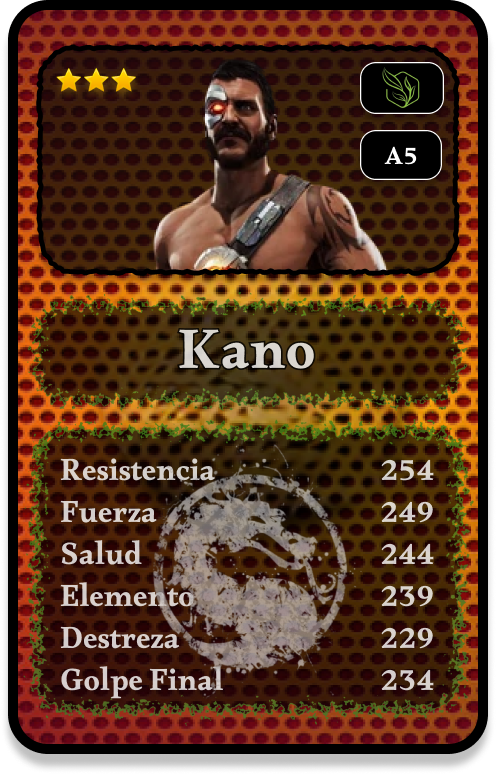 A5
Kano
Resistencia 254
Fuerza 249
Salud 244
Elemento 239
Destreza 229
Golpe Final 234